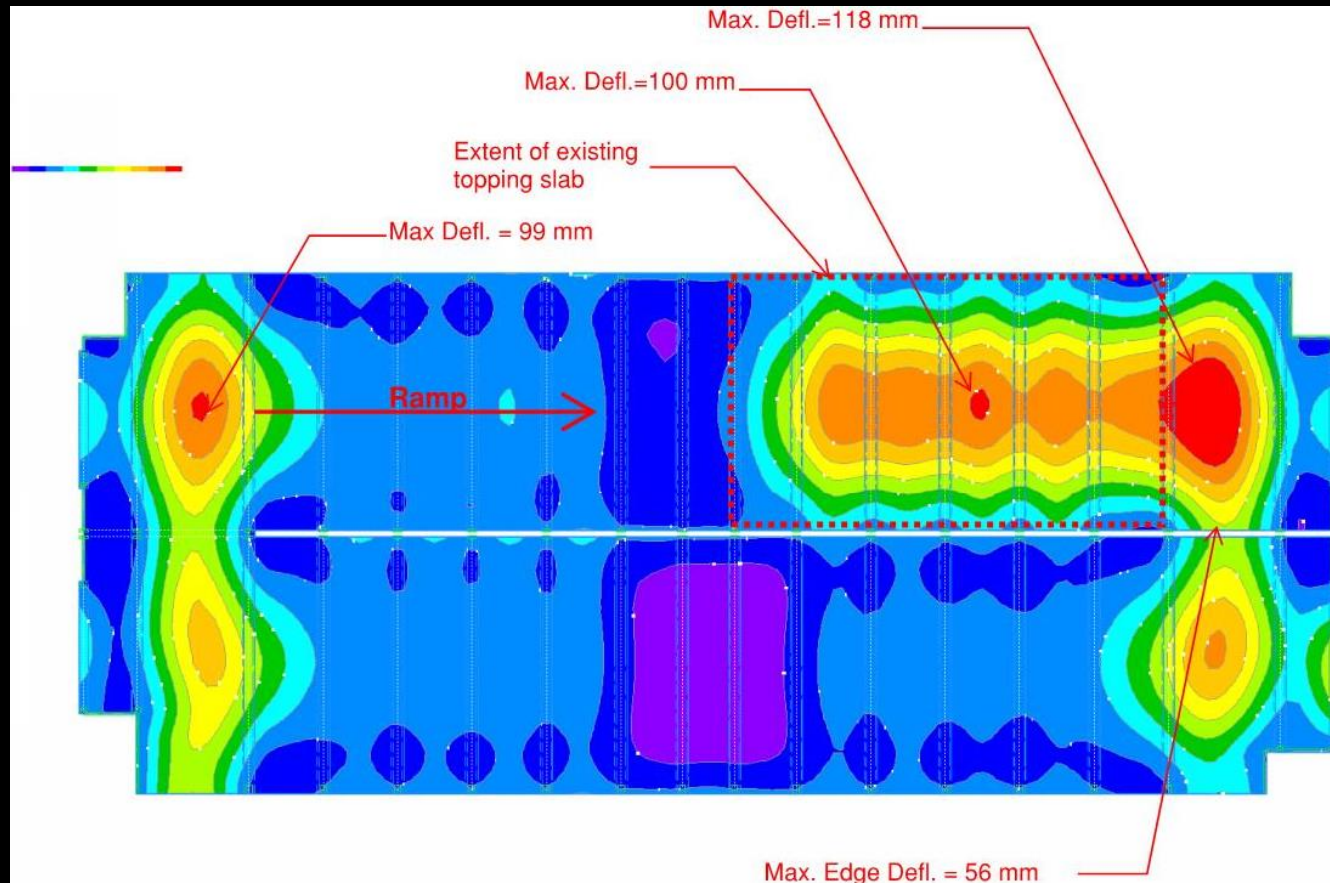 Max. Defl.=118 mm
Max. Defl.=100 mm
Extent of existing
topping slab
Max Defl. = 99 mm
Ramp
Max. Edge Defl. = 56 mm